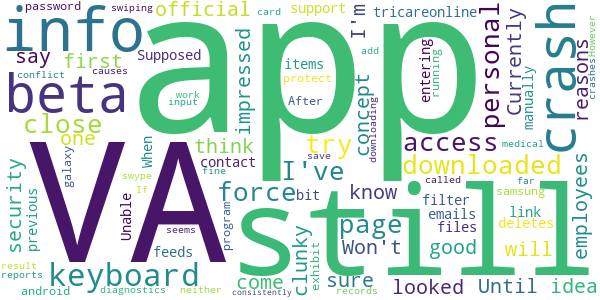 password swiping card support tricareonline However
info official I'm add crash
say first Supposed items entering running personal Currently manually reasons
conflict causes impressed app protect concept downloading crashes
beta work input After
close one think try access downloaded medical
security previous galaxy When VA contact I've know filter employees
Unable swype If fine save bit force called far samsung
feeds seems program clunky page emails link deletes
keyboard come exhibit sure still Won't files good will
result reports android diagnostics neither consistently records looked Until idea